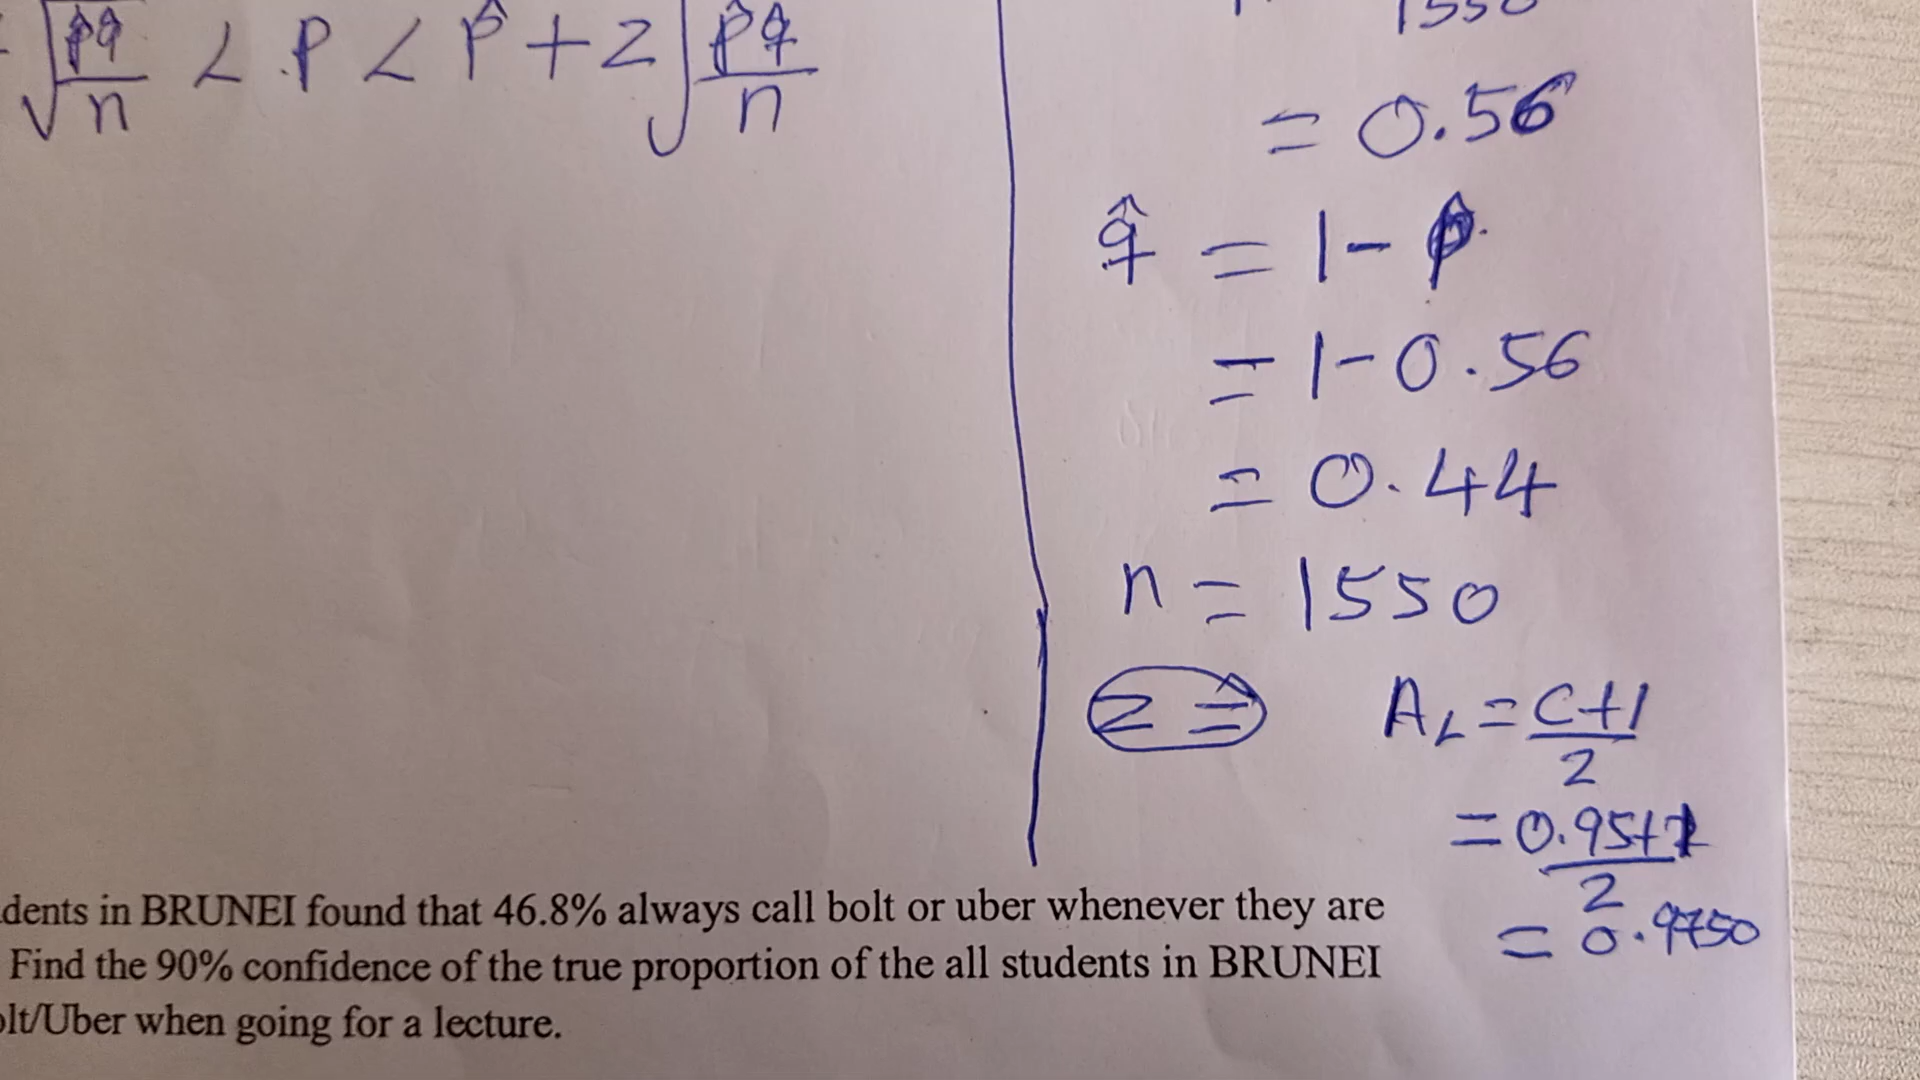 √p̂q̂/n < p < p̂ + z√p̂q̂/n
1550
= 0.56
q̂ = 1 - p̂
= 1 - 0.56
= 0.44
n = 1550
z ⇒ A_L = C+1/2
= 0.95+1/2
= 0.9750
dents in BRUNEI found that 46.8% always call bolt or uber whenever they are
Find the 90% confidence of the true proportion of the all students in BRUNEI
olt/Uber when going for a lecture.